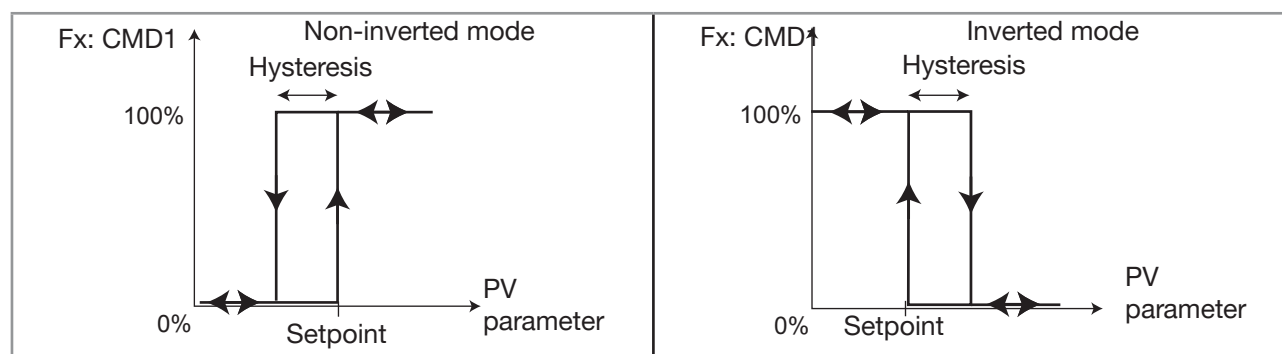 Fx: CMD1
Non-inverted mode
Hysteresis
100%
0%
Setpoint
PV
parameter
Fx: CMD1
Inverted mode
Hysteresis
100%
0%
Setpoint
PV
parameter